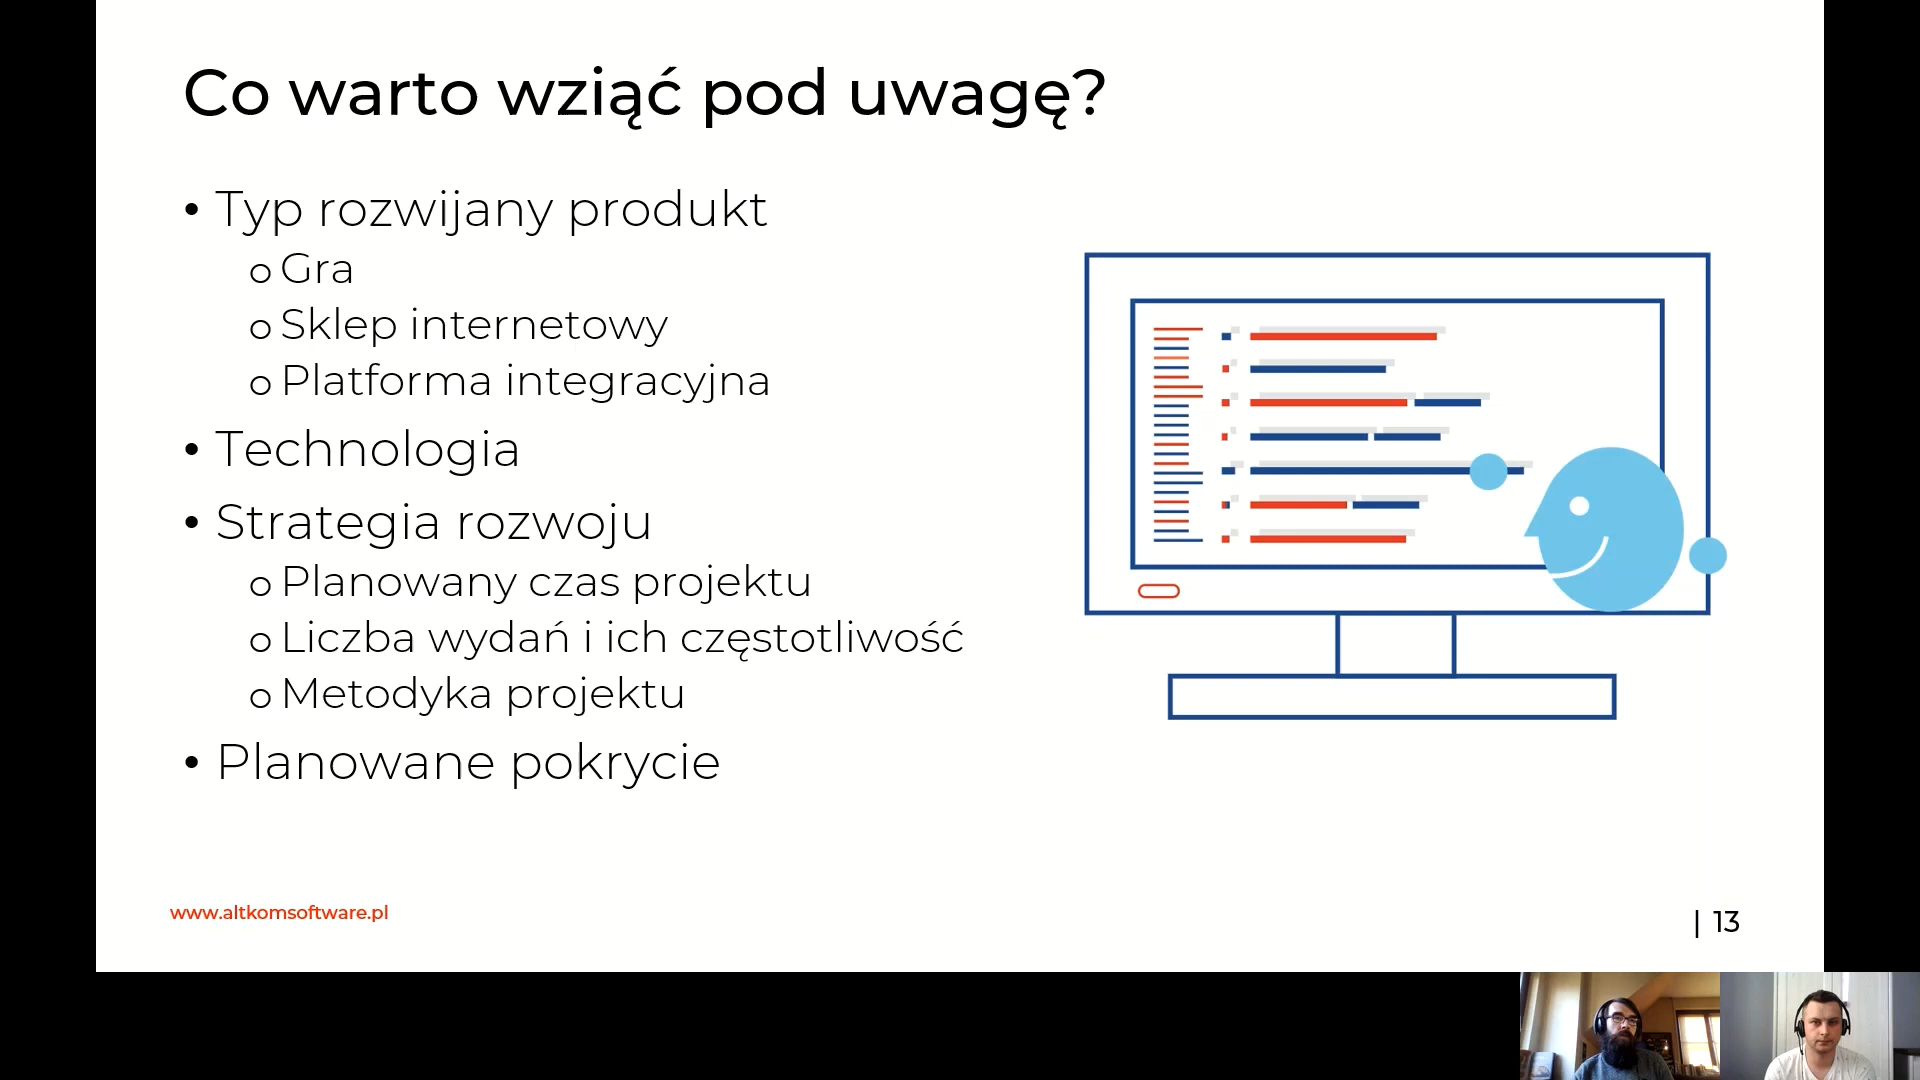 Co warto wziąć pod uwagę?
• Typ rozwijany produkt
o Gra
o Sklep internetowy
o Platforma integracyjna
• Technologia
• Strategia rozwoju
o Planowany czas projektu
o Liczba wydań i ich częstotliwość
o Metodyka projektu
• Planowane pokrycie
www.altkomsoftware.pl
| 13